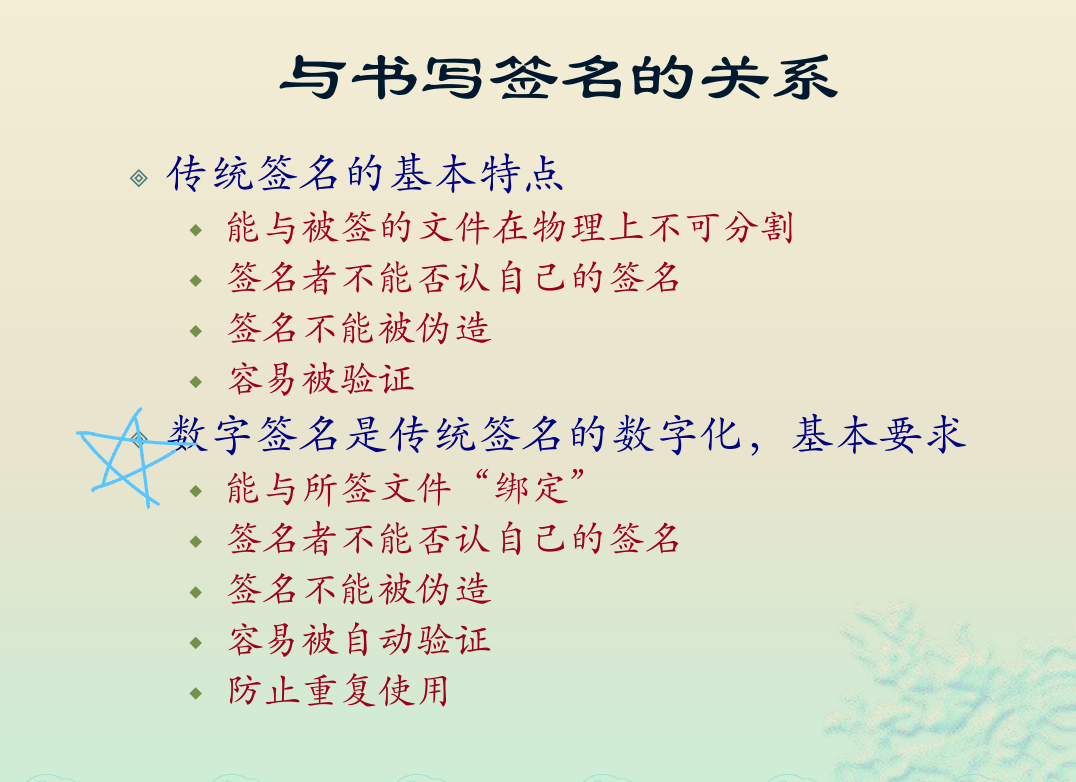 与书写签名的关系
传统签名的基本特点
能与被签的文件在物理上不可分割
签名者不能否认自己的签名
签名不能被伪造
容易被验证
数字签名是传统签名的数字化，基本要求
能与所签文件“绑定”
签名者不能否认自己的签名
签名不能被伪造
容易被自动验证
防止重复使用